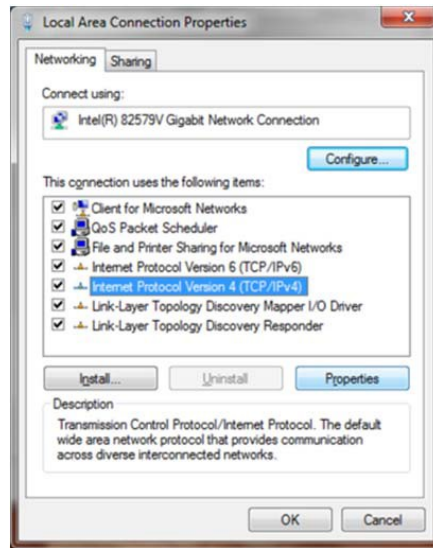 Local Area Connection Properties
Networking Sharing
Connect using:
Intel(R) 82579V Gigabit Network Connection
Configure...
This connection uses the following items:
Client for Microsoft Networks
QoS Packet Scheduler
File and Printer Sharing for Microsoft Networks
Internet Protocol Version 6 (TCP/IPv6)
Internet Protocol Version 4 (TCP/IPv4)
Link-Layer Topology Discovery Mapper I/O Driver
Link-Layer Topology Discovery Responder
Install... Uninstall Properties
Description
Transmission Control Protocol/Internet Protocol. The default
wide area network protocol that provides communication
across diverse interconnected networks.
OK Cancel